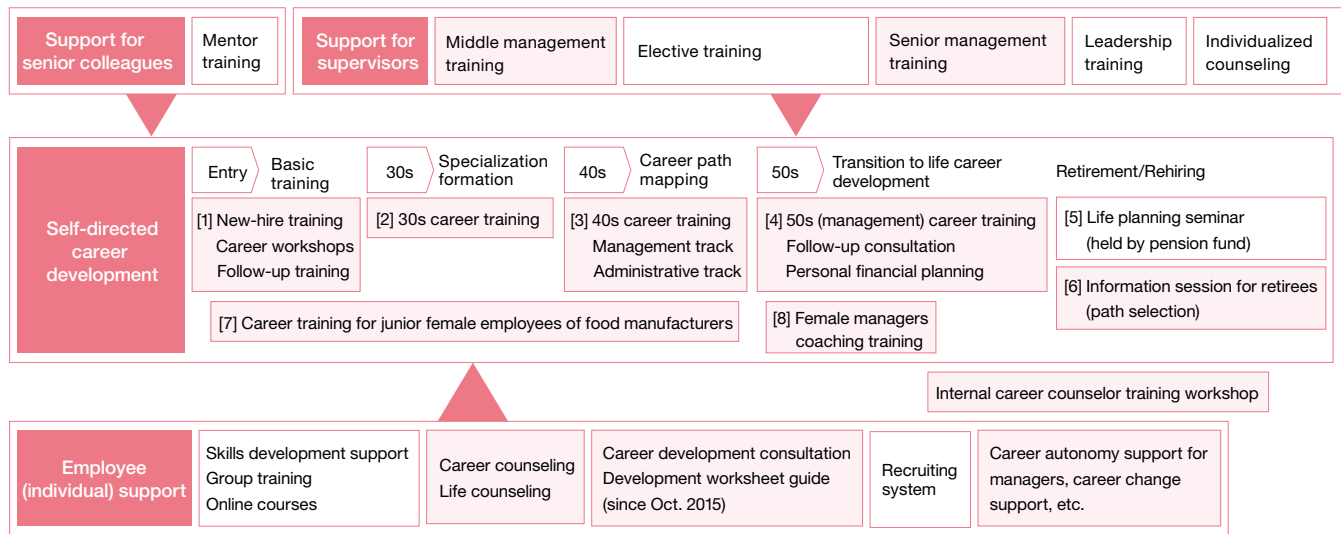 Support for
senior colleagues
Mentor
training
Support for
supervisors
Middle management
training
Elective training
Senior management
training
Leadership
training
Individualized
counseling
Self-directed
career
development
Entry
Basic
training
30s
Specialization
formation
40s
Career path
mapping
50s
Transition to life career
development
Retirement/Rehiring
[1] New-hire training
Career workshops
Follow-up training
[2] 30s career training
[3] 40s career training
Management track
Administrative track
[4] 50s (management) career training
Follow-up consultation
Personal financial planning
[5] Life planning seminar
(held by pension fund)
[6] Information session for retirees
(path selection)
[7] Career training for junior female employees of food manufacturers
[8] Female managers
coaching training
Internal career counselor training workshop
Employee
(individual) support
Skills development support
Group training
Online courses
Career counseling
Life counseling
Career development consultation
Development worksheet guide
(since Oct. 2015)
Recruiting
system
Career autonomy support for
managers, career change
support, etc.